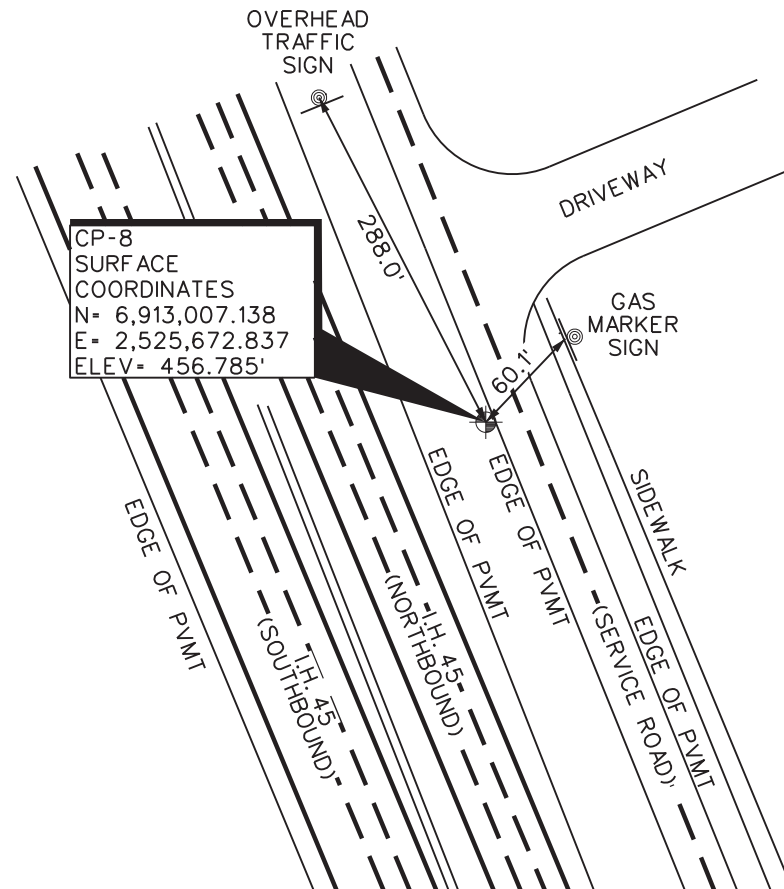 OVERHEAD
TRAFFIC
SIGN
DRIVEWAY
288.0'
CP-8
SURFACE
COORDINATES
N= 6,913,007.138
E= 2,525,672.837
ELEV= 456.785'
GAS
MARKER
SIGN
60.1'
EDGE OF PVMT
EDGE OF PVMT
EDGE OF PVMT
SIDEWALK
I.H. 45
(SOUTHBOUND)
I.H. 45
(NORTHBOUND)
(SERVICE ROAD)
EDGE OF PVMT